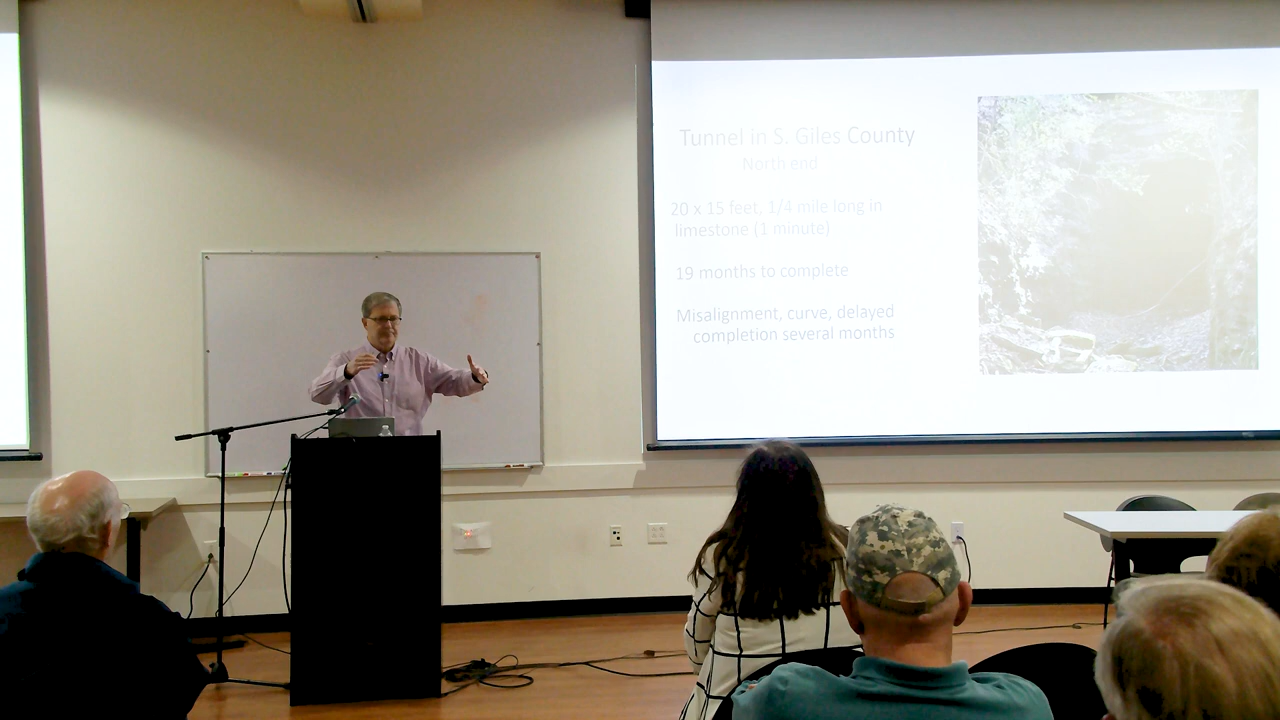 Tunnel in S. Giles County
North end
20 x 15 feet, 1/4 mile long in
limestone (1 minute)
19 months to complete
Misalignment, curve, delayed
completion several months